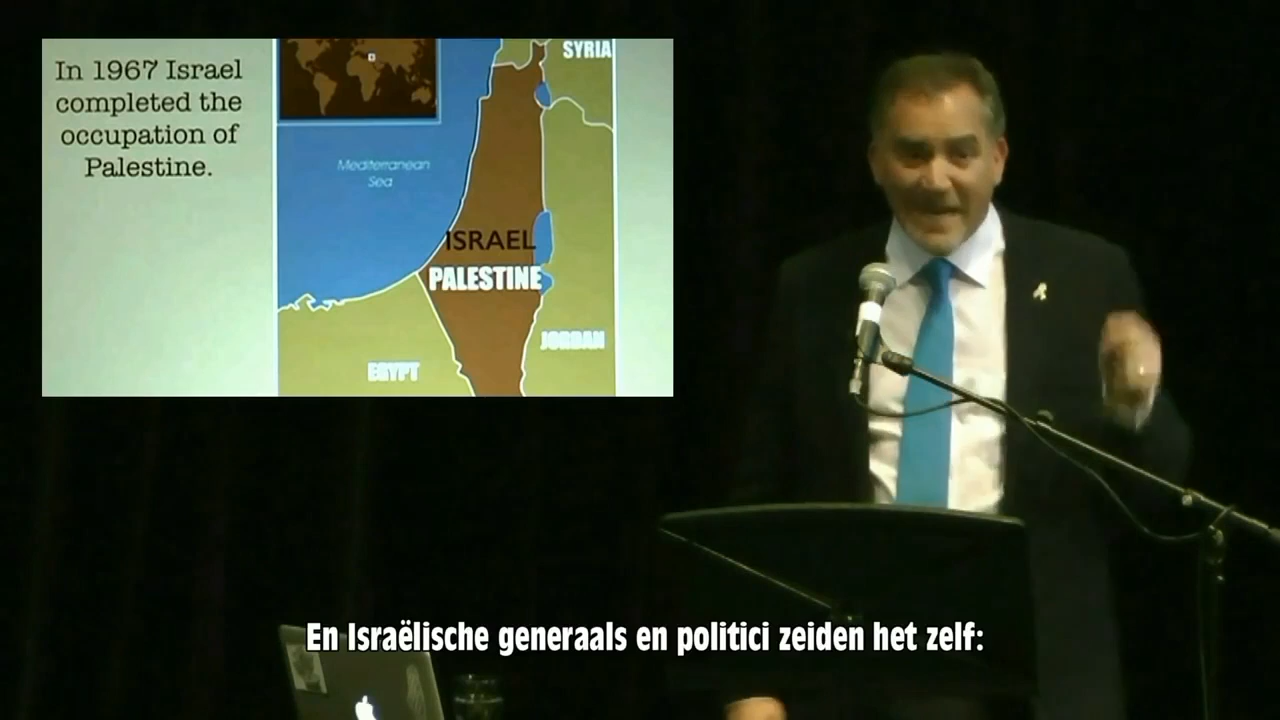 In 1967 Israel
completed the
occupation of
Palestine.
SYRIA
Mediterranean
Sea
ISRAEL
PALESTINE
JORDAN
EGYPT
En Israëlische generaals en politici zeiden het zelf: